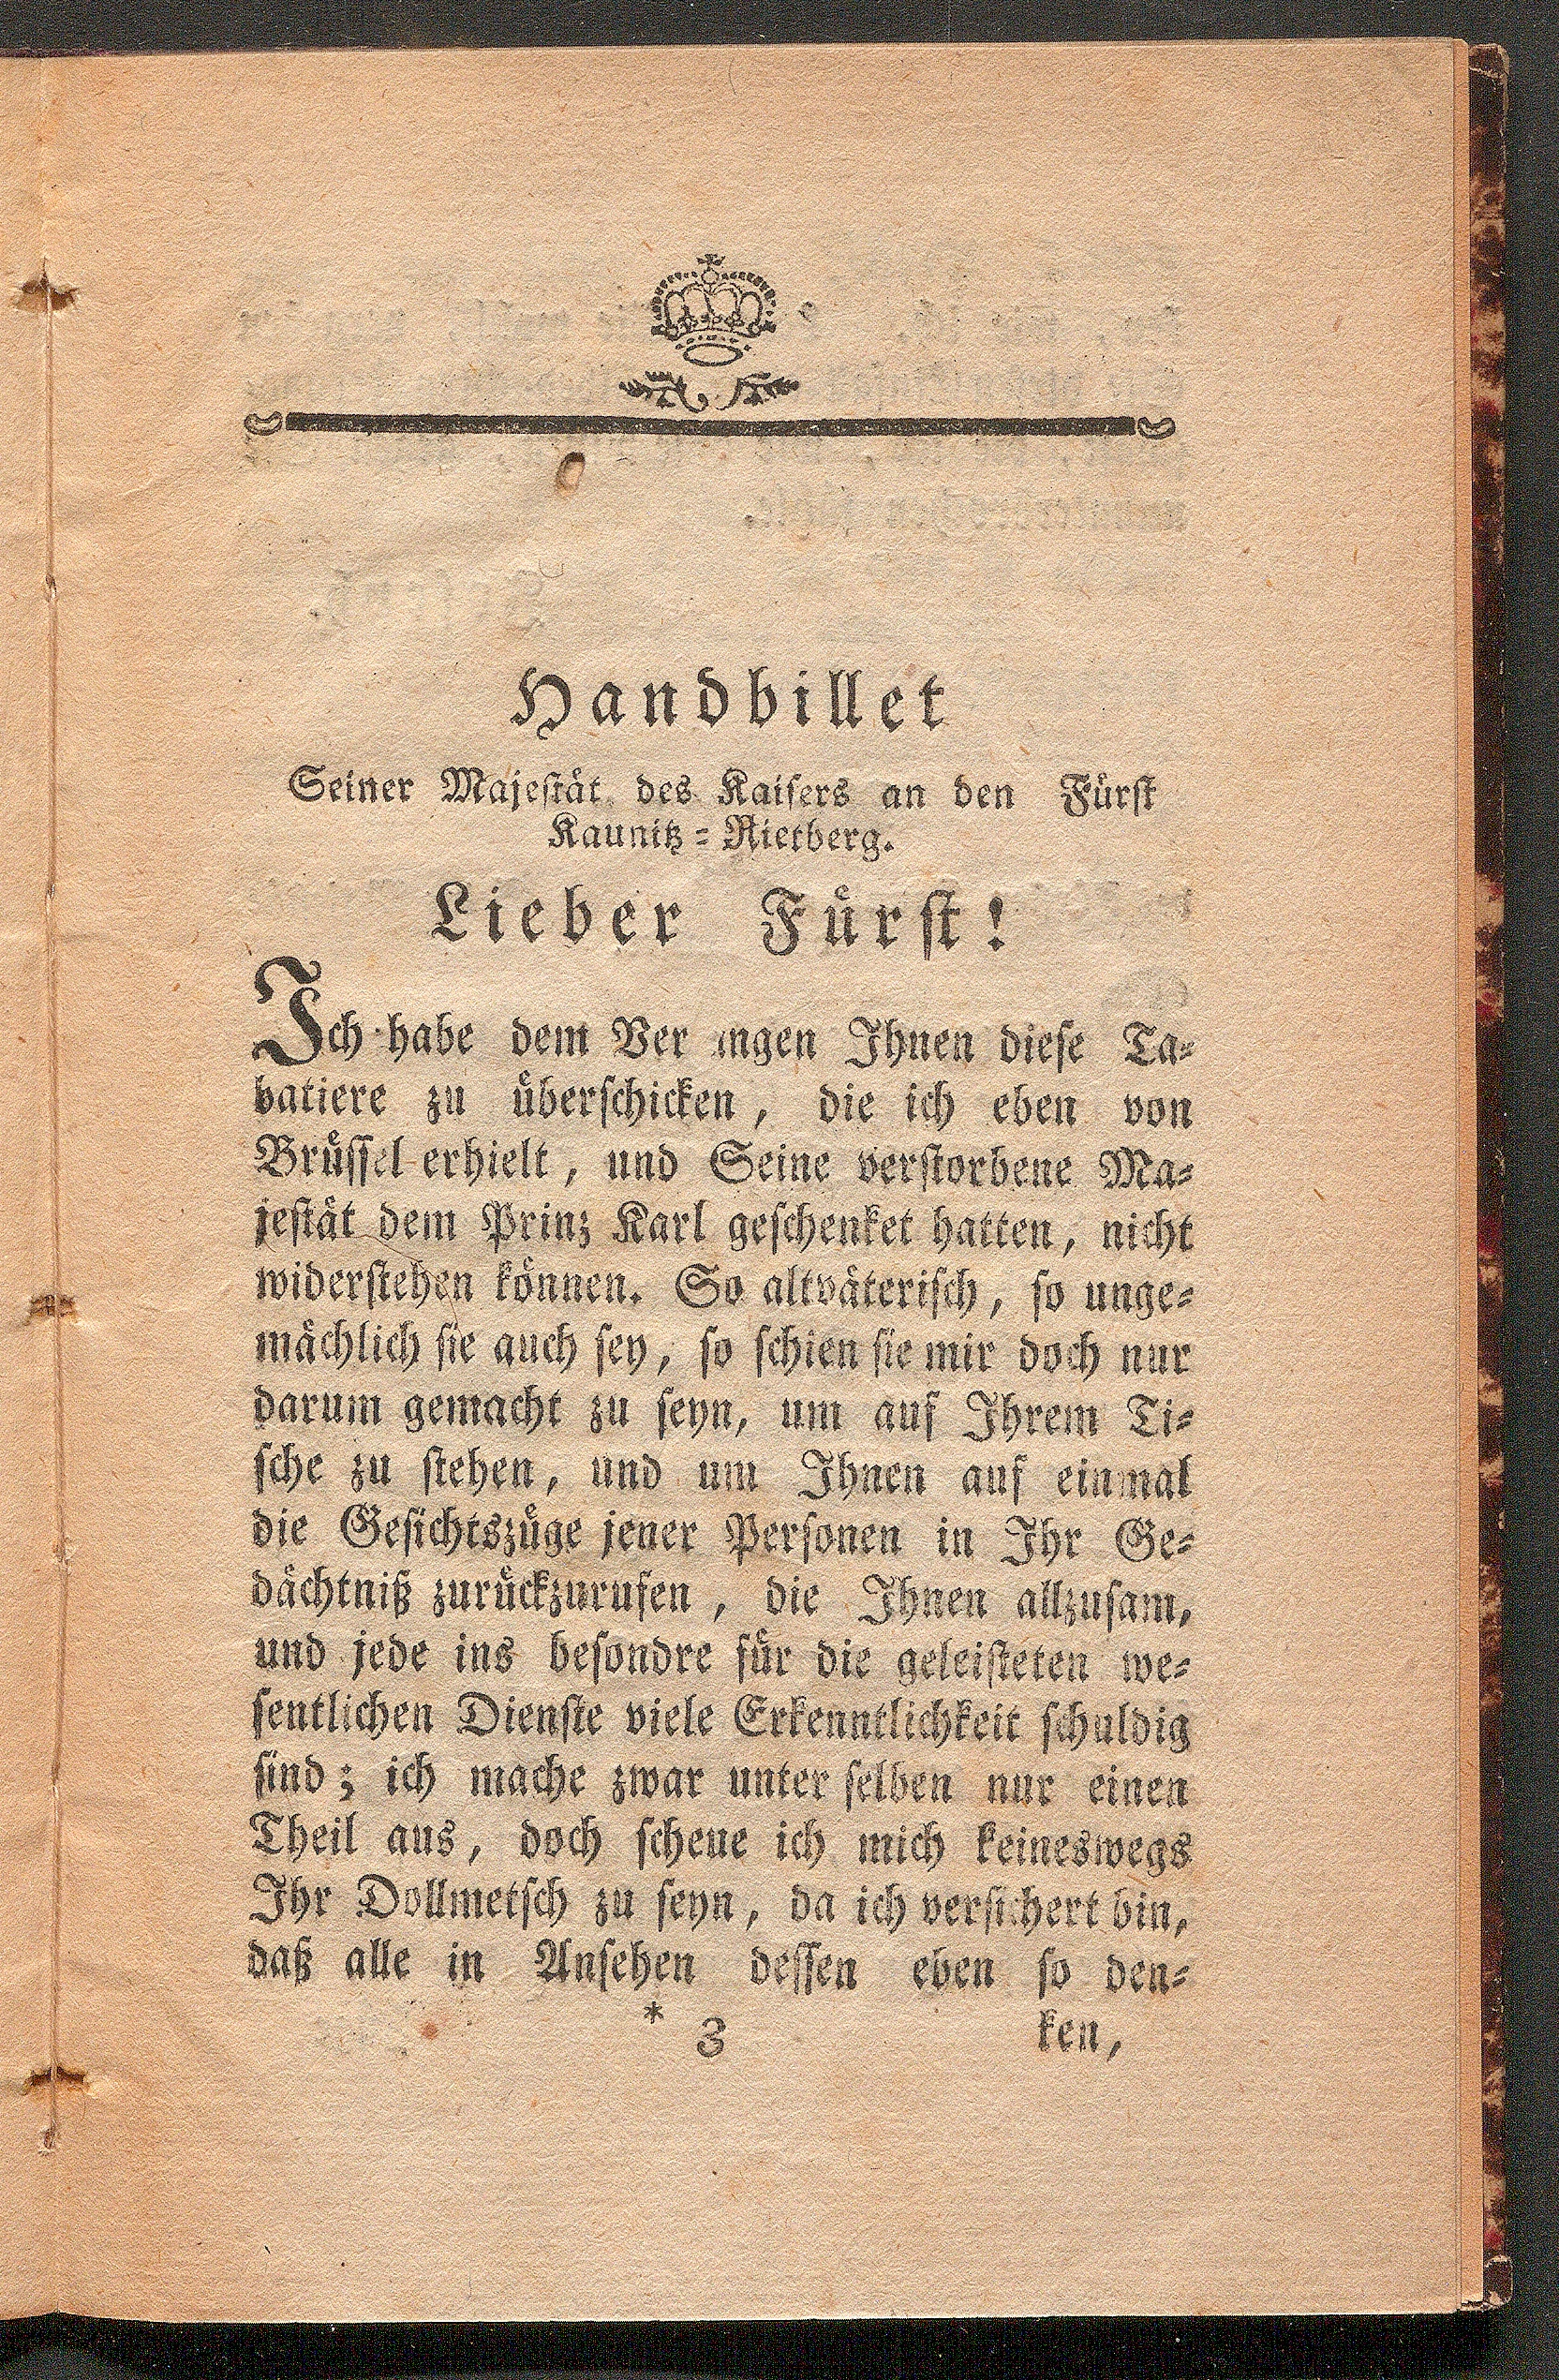 Handbillet
Seiner Majestät des Kaisers an den Fürst
Kaunitz=Rietberg.
Lieber Fürst!
Ich habe dem Ver ngen Ihnen diese Ta=
batiere zu überschicken, die ich eben von
Brüssel erhielt, und Seine verstorbene Ma=
jestät dem Prinz Karl geschenket hatten, nicht
widerstehen können. So altväterisch, so unge=
mächlich sie auch sey, so schien sie mir doch nur
darum gemacht zu seyn, um auf Ihrem Ti=
sche zu stehen, und um Ihnen auf einmal
die Gesichtszüge jener Personen in Ihr Ge=
dächtniß zurückzurufen, die Ihnen allzusam,
und jede ins besondre für die geleisteten we=
sentlichen Dienste viele Erkenntlichkeit schuldig
sind; ich mache zwar unter selben nur einen
Theil aus, doch scheue ich mich keineswegs
Ihr Dollmetsch zu seyn, da ich versichert bin,
daß alle in Ansehen dessen eben so den=
* 3 ken,